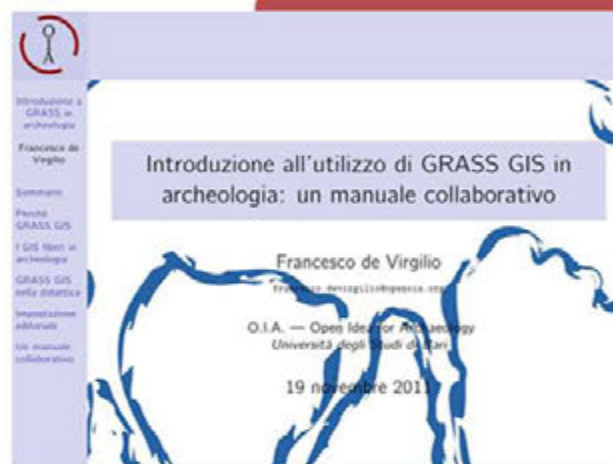 Introduzione a
GRASS in
archeologia
Francesco de
Virgilio
Sommario
Perché
GRASS GIS
I GIS liberi in
archeologia
GRASS GIS
nella didattica
Impostazione
editoriale
Un manuale
collaborativo
Introduzione all'utilizzo di GRASS GIS in
archeologia: un manuale collaborativo
Francesco de Virgilio
O.I.A. — Open Idea for Archaeology
Università degli Studi di Bari
19 novembre 2011